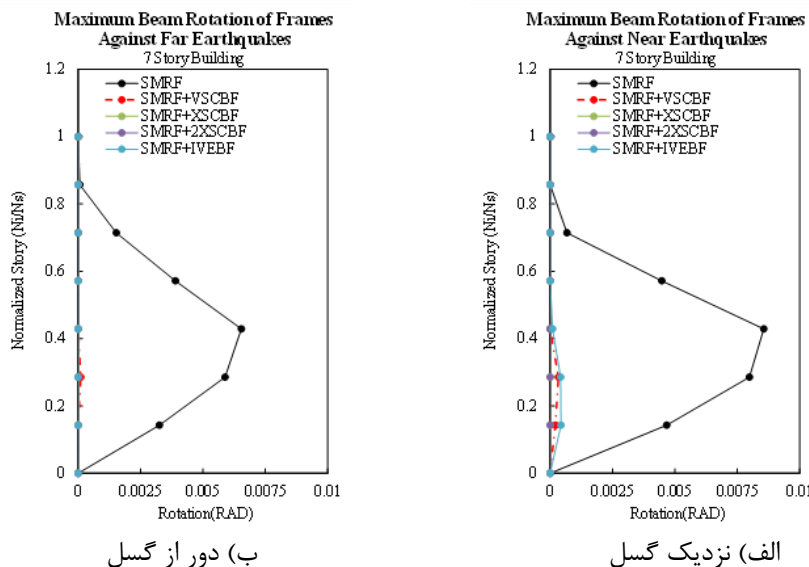 Maximum Beam Rotation of Frames
Against Far Earthquakes
7 Story Building
SMRF
SMRF+VSCBF
SMRF+XSCBF
SMRF+2XSCBF
SMRF+IVEBF
Normalized Story (Ni/Ns)
1.2
1
0.8
0.6
0.4
0.2
0
0 0.0025 0.005 0.0075 0.01
Rotation(RAD)
ب) دور از گسل
Maximum Beam Rotation of Frames
Against Near Earthquakes
7 Story Building
SMRF
SMRF+VSCBF
SMRF+XSCBF
SMRF+2XSCBF
SMRF+IVEBF
Normalized Story (Ni/Ns)
1.2
1
0.8
0.6
0.4
0.2
0
0 0.0025 0.005 0.0075 0.01
Rotation(RAD)
الف) نزدیک گسل